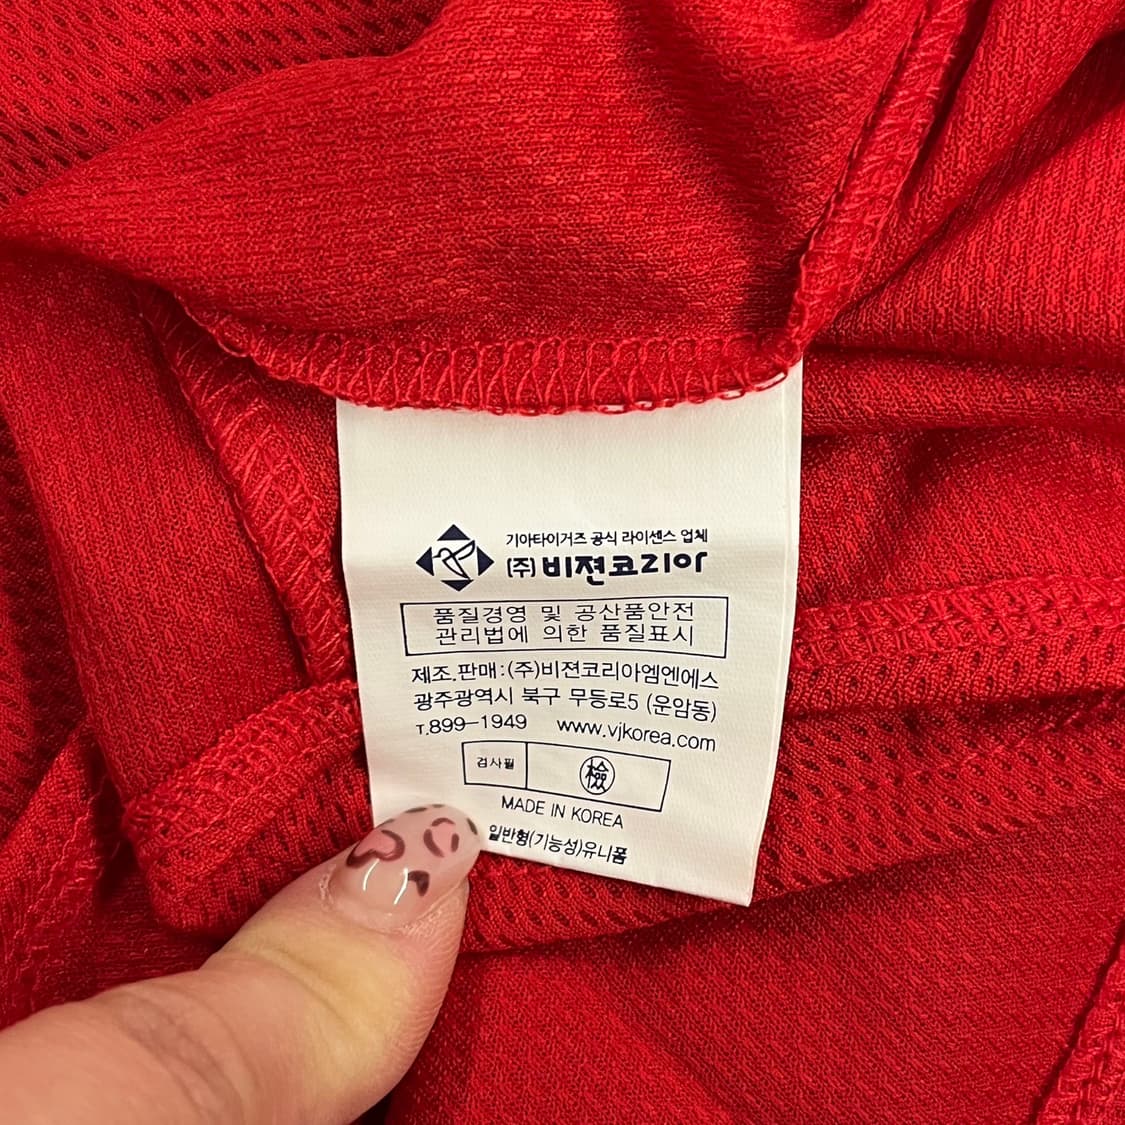 기아타이거즈 공식 라이센스 업체
(주)비젼코리아
품질경영 및 공산품안전
관리법에 의한 품질표시
제조.판매:(주)비젼코리아엠엔에스
광주광역시 북구 무등로5 (운암동)
T.899-1949 www.vjkorea.com
검사필 檢
MADE IN KOREA
일반형(기능성)유니폼